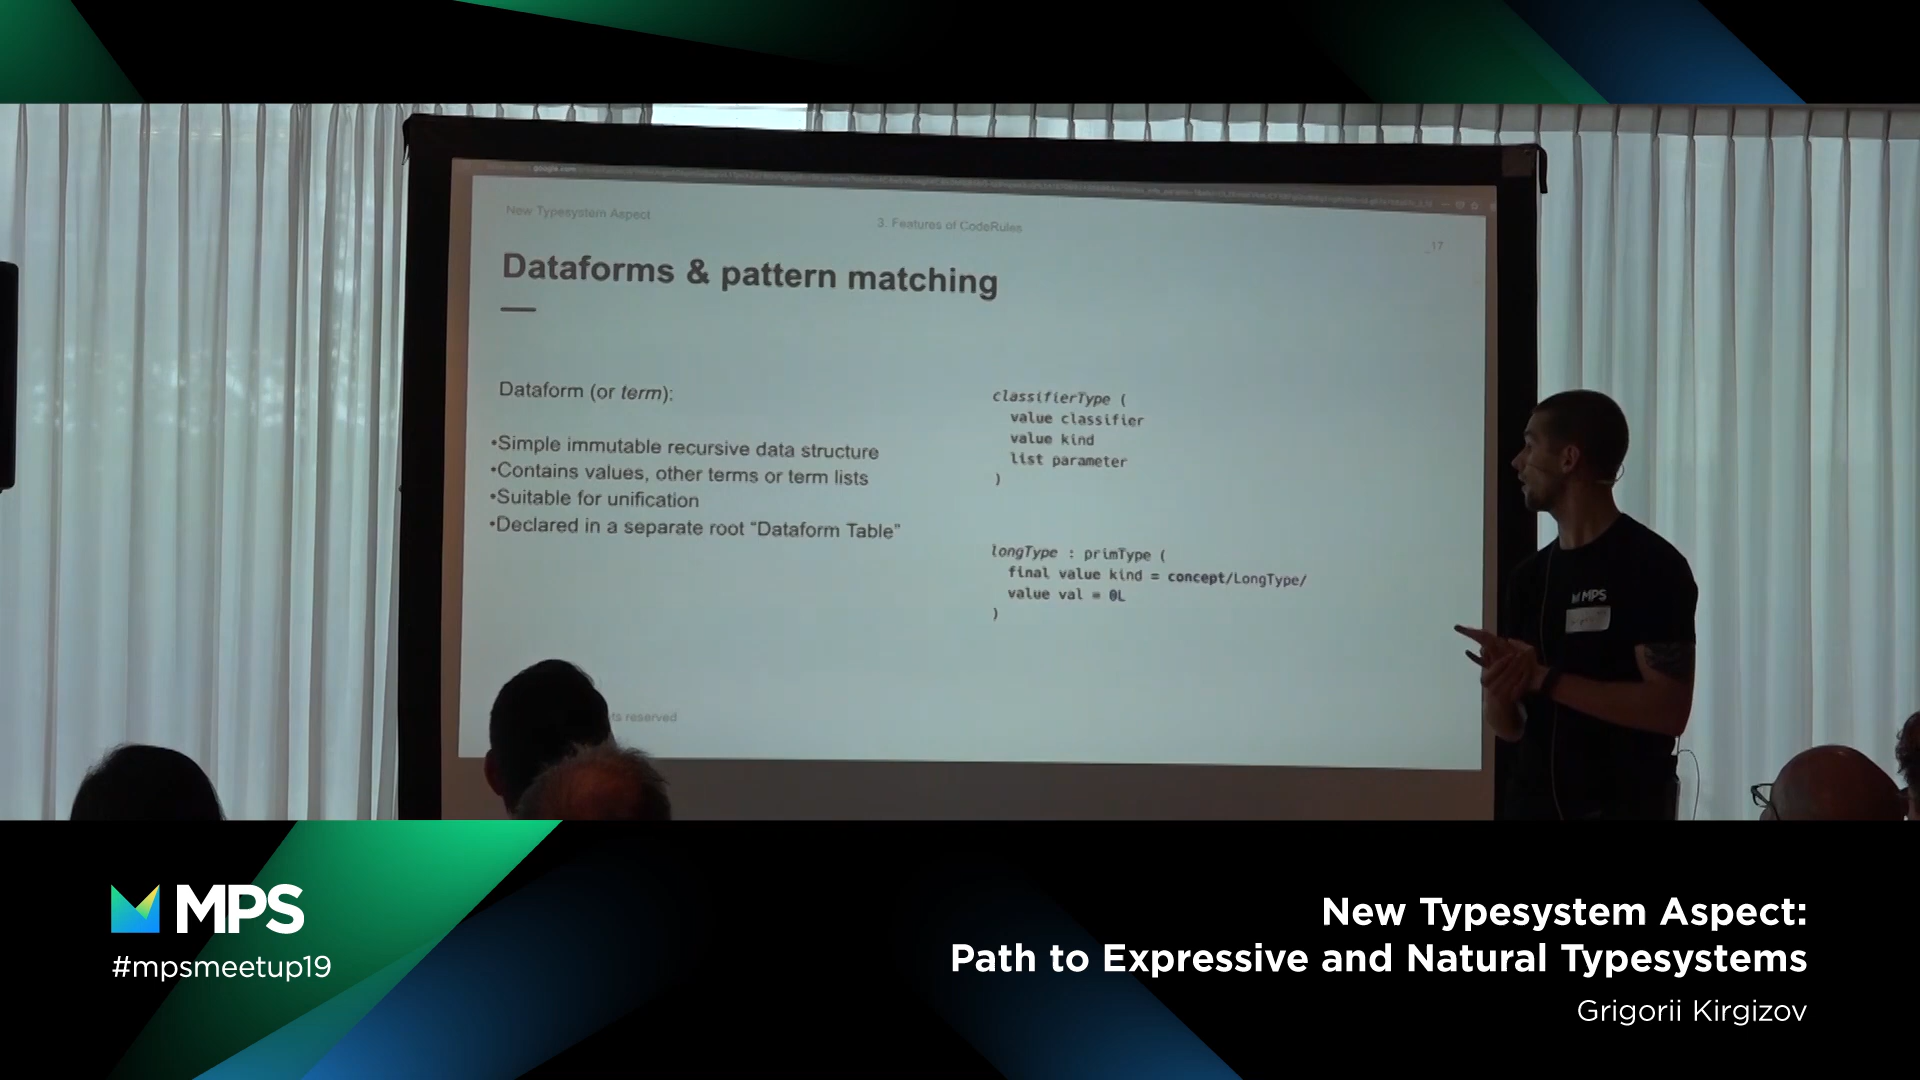 google.com
New Typesystem Aspect
3. Features of CodeRules
17
Dataforms & pattern matching
Dataform (or term):
•Simple immutable recursive data structure
•Contains values, other terms or term lists
•Suitable for unification
•Declared in a separate root “Dataform Table”
classifierType (
value classifier
value kind
list parameter
)
longType : primType (
final value kind = concept/LongType/
value val = 0L
)
reserved
MPS
MPS
#mpsmeetup19
New Typesystem Aspect:
Path to Expressive and Natural Typesystems
Grigorii Kirgizov